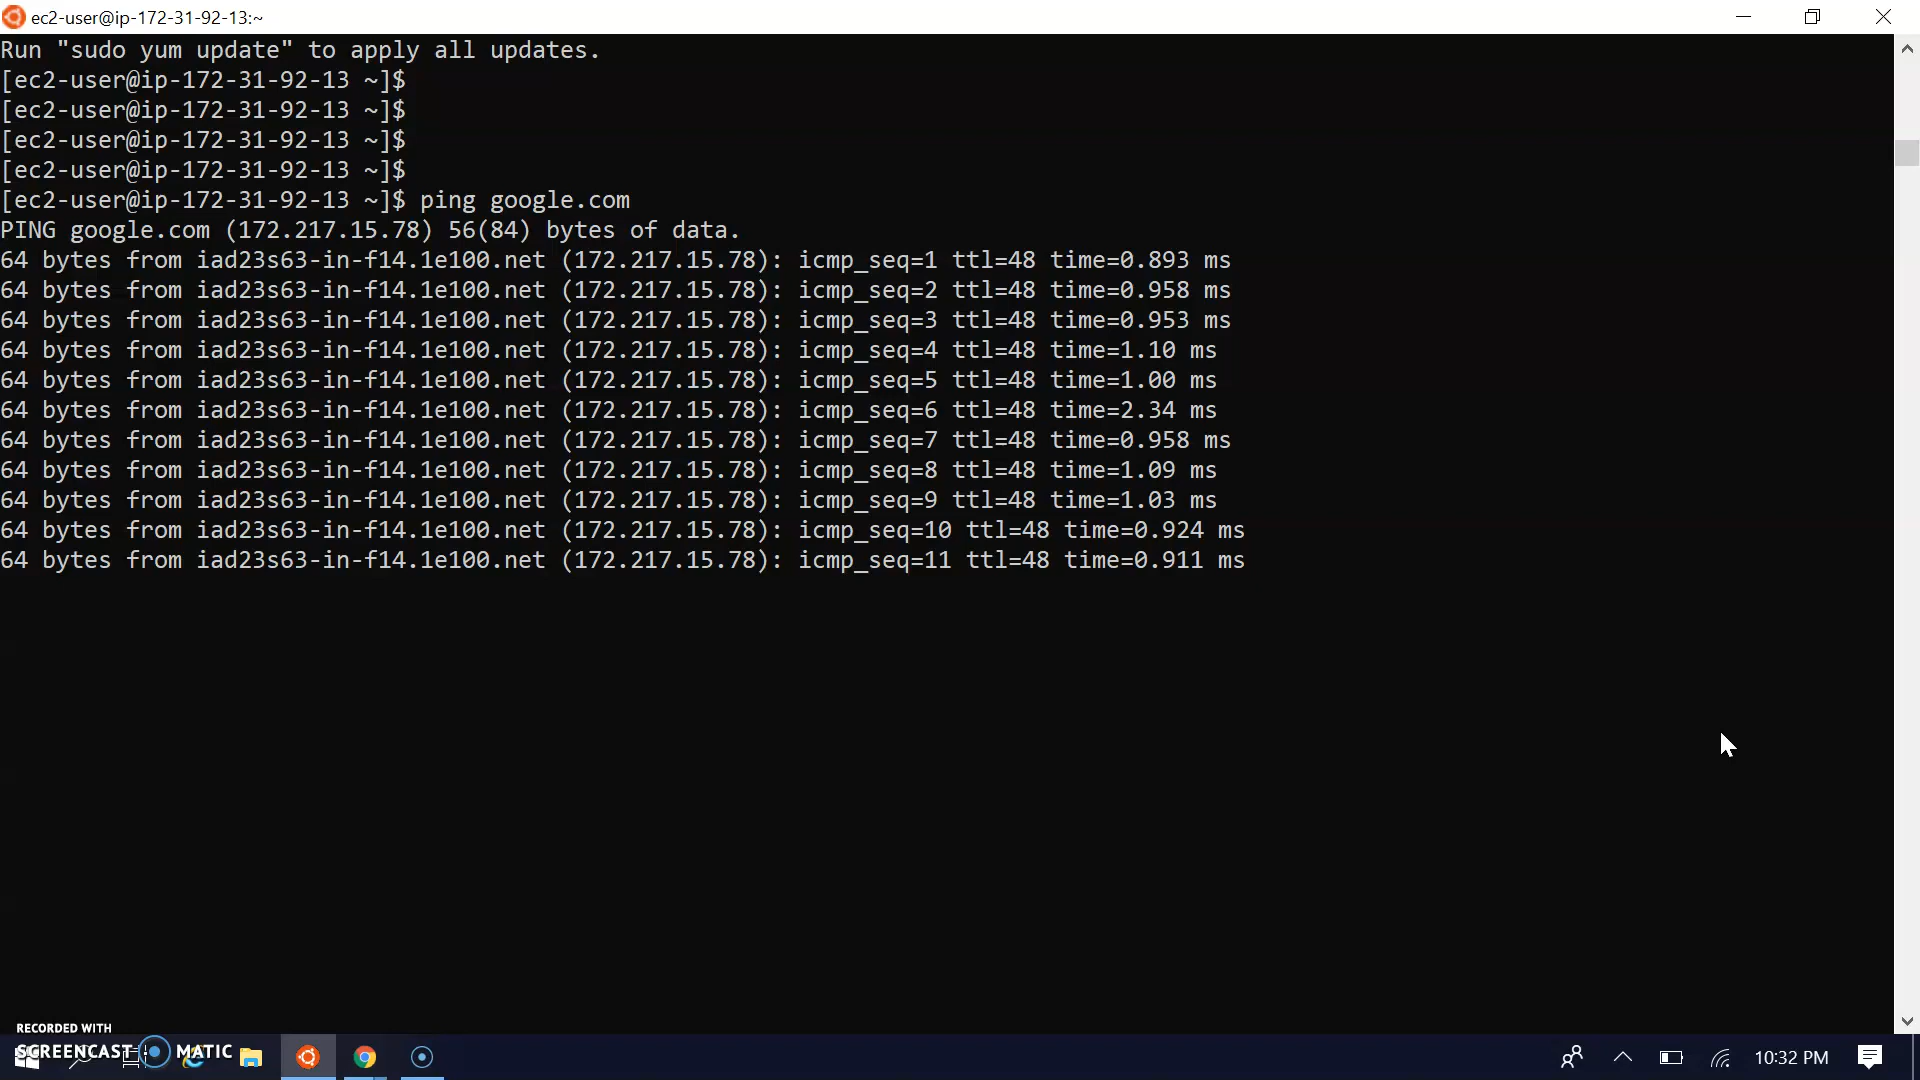 ec2-user@ip-172-31-92-13:~
Run "sudo yum update" to apply all updates.
[ec2-user@ip-172-31-92-13 ~]$
[ec2-user@ip-172-31-92-13 ~]$
[ec2-user@ip-172-31-92-13 ~]$
[ec2-user@ip-172-31-92-13 ~]$
[ec2-user@ip-172-31-92-13 ~]$ ping google.com
PING google.com (172.217.15.78) 56(84) bytes of data.
64 bytes from iad23s63-in-f14.1e100.net (172.217.15.78): icmp_seq=1 ttl=48 time=0.893 ms
64 bytes from iad23s63-in-f14.1e100.net (172.217.15.78): icmp_seq=2 ttl=48 time=0.958 ms
64 bytes from iad23s63-in-f14.1e100.net (172.217.15.78): icmp_seq=3 ttl=48 time=0.953 ms
64 bytes from iad23s63-in-f14.1e100.net (172.217.15.78): icmp_seq=4 ttl=48 time=1.10 ms
64 bytes from iad23s63-in-f14.1e100.net (172.217.15.78): icmp_seq=5 ttl=48 time=1.00 ms
64 bytes from iad23s63-in-f14.1e100.net (172.217.15.78): icmp_seq=6 ttl=48 time=2.34 ms
64 bytes from iad23s63-in-f14.1e100.net (172.217.15.78): icmp_seq=7 ttl=48 time=0.958 ms
64 bytes from iad23s63-in-f14.1e100.net (172.217.15.78): icmp_seq=8 ttl=48 time=1.09 ms
64 bytes from iad23s63-in-f14.1e100.net (172.217.15.78): icmp_seq=9 ttl=48 time=1.03 ms
64 bytes from iad23s63-in-f14.1e100.net (172.217.15.78): icmp_seq=10 ttl=48 time=0.924 ms
64 bytes from iad23s63-in-f14.1e100.net (172.217.15.78): icmp_seq=11 ttl=48 time=0.911 ms
RECORDED WITH
SCREENCAST MATIC
10:32 PM